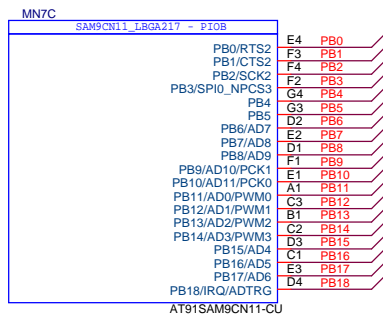 MN7C
SAM9CN11_LBGA217 - PIOB
PB0/RTS2 E4 PB0
PB1/CTS2 F3 PB1
PB2/SCK2 F4 PB2
PB3/SPI0_NPCS3 F2 PB3
PB4 G4 PB4
PB5 G3 PB5
PB6/AD7 D2 PB6
PB7/AD8 E2 PB7
PB8/AD9 D1 PB8
PB9/AD10/PCK1 F1 PB9
PB10/AD11/PCK0 E1 PB10
PB11/AD0/PWM0 A1 PB11
PB12/AD1/PWM1 C3 PB12
PB13/AD2/PWM2 B1 PB13
PB14/AD3/PWM3 C2 PB14
PB15/AD4 D3 PB15
PB16/AD5 C1 PB16
PB17/AD6 E3 PB17
PB18/IRQ/ADTRG D4 PB18
AT91SAM9CN11-CU